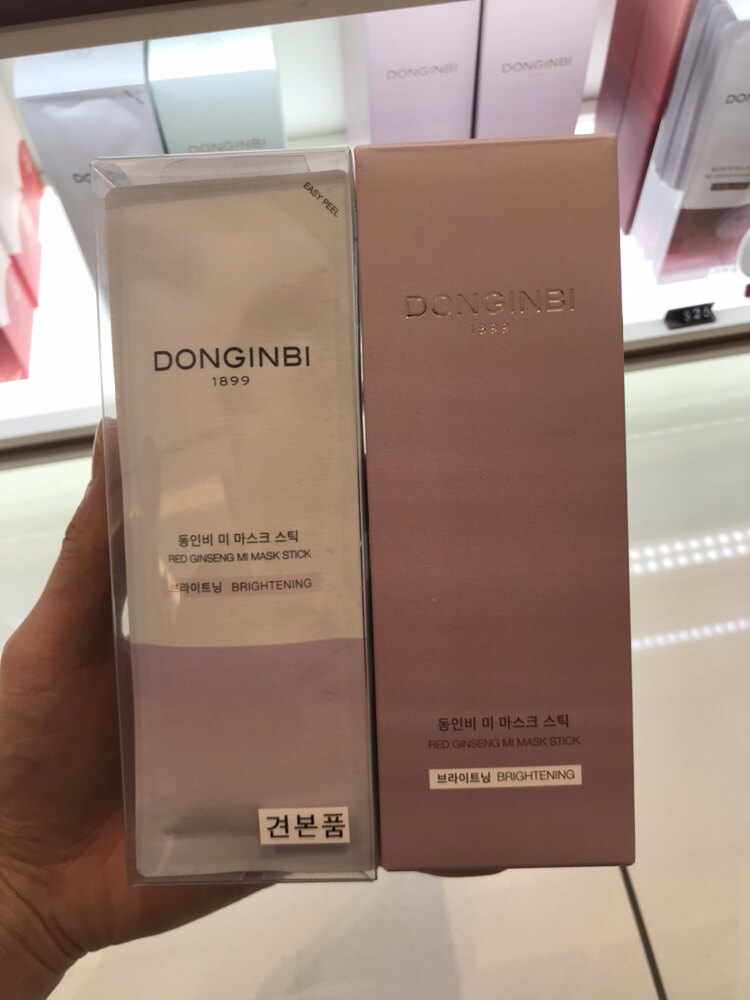 DONGINBI
DONGINBI
DONGINBI
EASY PEEL
DONGINBI
1899
동인비 미 마스크 스틱
RED GINSENG MI MASK STICK
브라이트닝 BRIGHTENING
견본품
DONGINBI
1899
동인비 미 마스크 스틱
RED GINSENG MI MASK STICK
브라이트닝 BRIGHTENING
$25